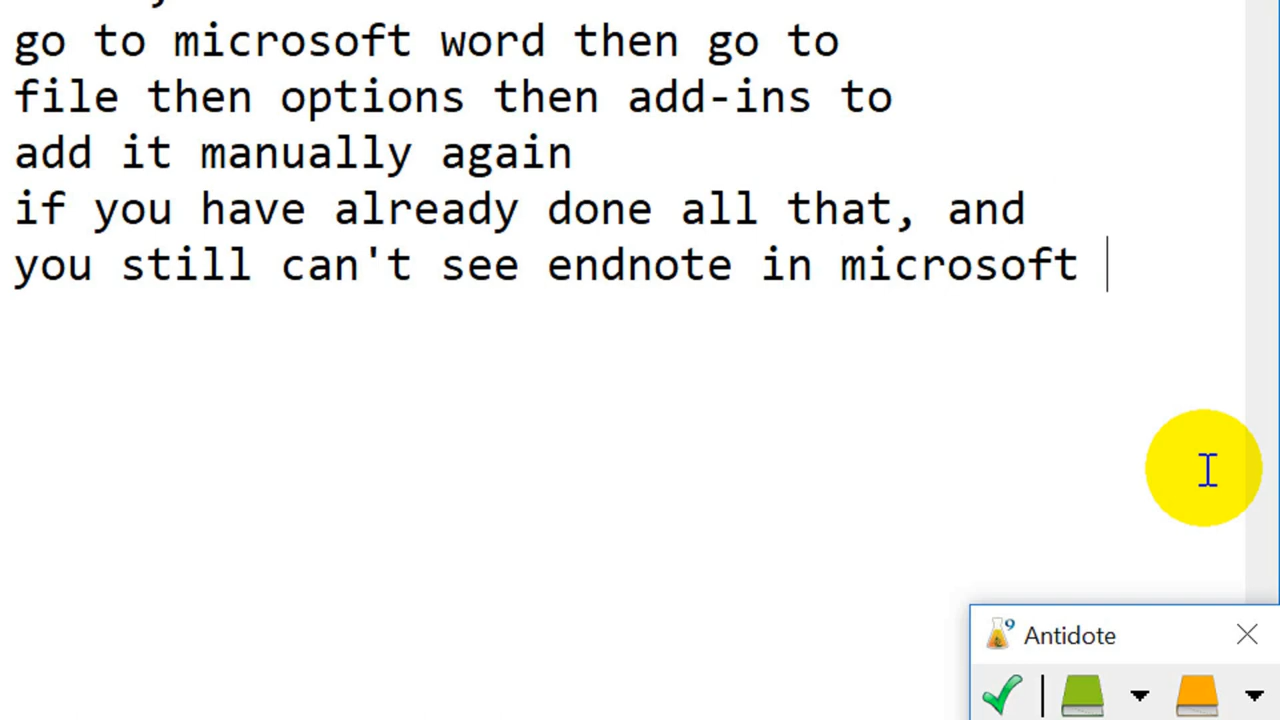 go to microsoft word then go to
file then options then add-ins to
add it manually again
if you have already done all that, and
you still can't see endnote in microsoft
9
Antidote